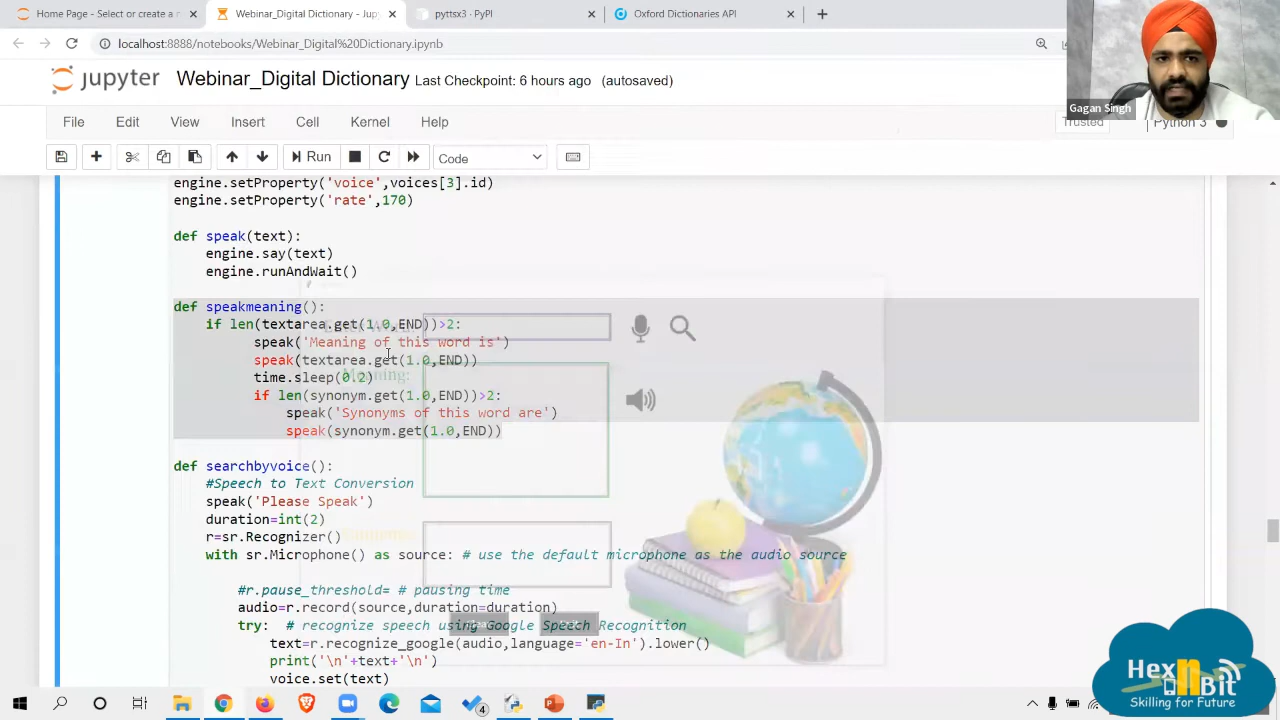 Home Page - Select or create a n
Webinar_Digital Dictionary - Jup
pyttsx3 · PyPI
Oxford Dictionaries API
localhost:8888/notebooks/Webinar_Digital%20Dictionary.ipynb
jupyter Webinar_Digital Dictionary Last Checkpoint: 6 hours ago (autosaved)
Gagan Singh
File Edit View Insert Cell Kernel Help
Trusted Python 3
Run Code
engine.setProperty('voice',voices[3].id)
engine.setProperty('rate',170)
def speak(text):
engine.say(text)
engine.runAndWait()
def speakmeaning():
if len(textarea.get(1.0,END))>2:
speak('Meaning of this word is')
speak(textarea.get(1.0,END))
time.sleep(0.2)
Meaning:
if len(synonym.get(1.0,END))>2:
speak('Synonyms of this word are')
speak(synonym.get(1.0,END))
def searchbyvoice():
#Speech to Text Conversion
speak('Please Speak')
duration=int(2)
r=sr.Recognizer()
with sr.Microphone() as source: # use the default microphone as the audio source
#r.pause_threshold= # pausing time
audio=r.record(source,duration=duration)
try: # recognize speech using Google Speech Recognition
text=r.recognize_google(audio,language='en-In').lower()
print('\n'+text+'\n')
voice.set(text)
4
HexnBit
Skilling for Future